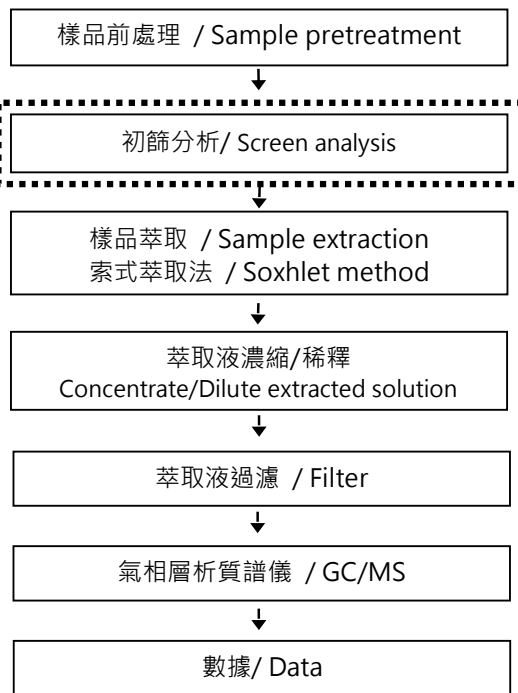 樣品前處理 / Sample pretreatment
初篩分析/ Screen analysis
樣品萃取 / Sample extraction
索式萃取法 / Soxhlet method
萃取液濃縮/稀釋
Concentrate/Dilute extracted solution
萃取液過濾 / Filter
氣相層析質譜儀 / GC/MS
數據/ Data